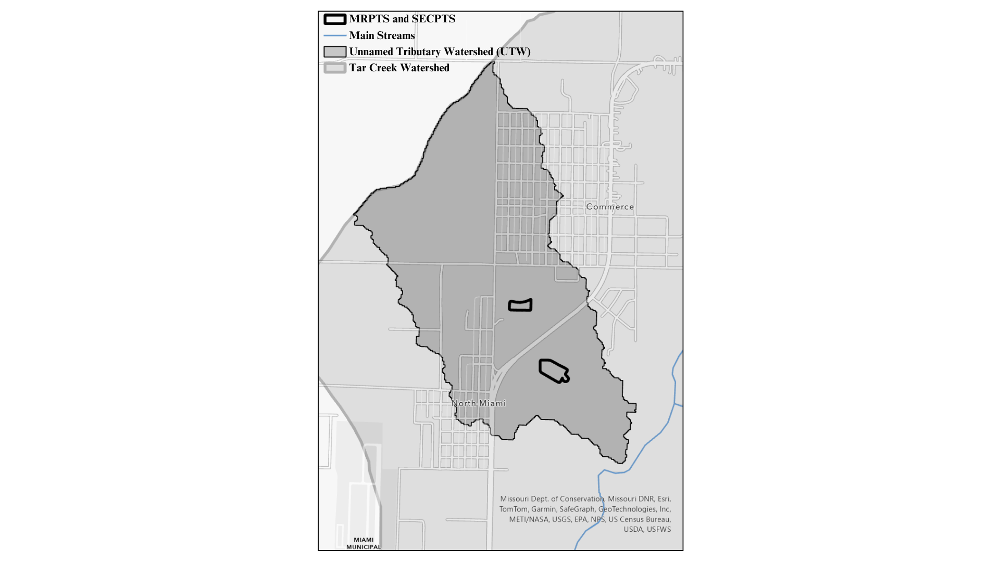 MRPTS and SECPTS
Main Streams
Unnamed Tributary Watershed (UTW)
Tar Creek Watershed
Commerce
North Miami
Missouri Dept. of Conservation, Missouri DNR, Esri,
TomTom, Garmin, SafeGraph, GeoTechnologies, Inc,
METI/NASA, USGS, EPA, NPS, US Census Bureau,
USDA, USFWS
MIAMI
MUNICIPAL